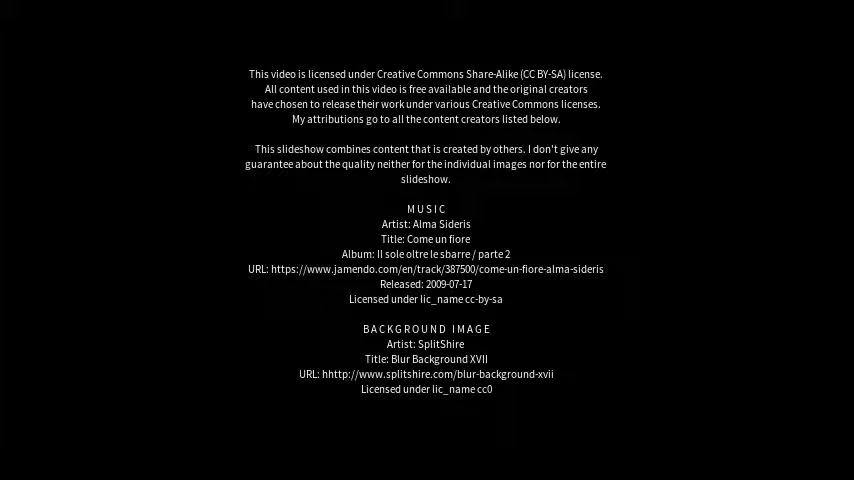 This video is licensed under Creative Commons Share-Alike (CC BY-SA) license.
All content used in this video is free available and the original creators
have chosen to release their work under various Creative Commons licenses.
My attributions go to all the content creators listed below.
This slideshow combines content that is created by others. I don't give any
guarantee about the quality neither for the individual images nor for the entire
slideshow.
MUSIC
Artist: Alma Sideris
Title: Come un fiore
Album: Il sole oltre le sbarre / parte 2
URL: https://www.jamendo.com/en/track/387500/come-un-fiore-alma-sideris
Released: 2009-07-17
Licensed under lic_name cc-by-sa
BACKGROUND IMAGE
Artist: SplitShire
Title: Blur Background XVII
URL: hhttp://www.splitshire.com/blur-background-xvii
Licensed under lic_name cc0